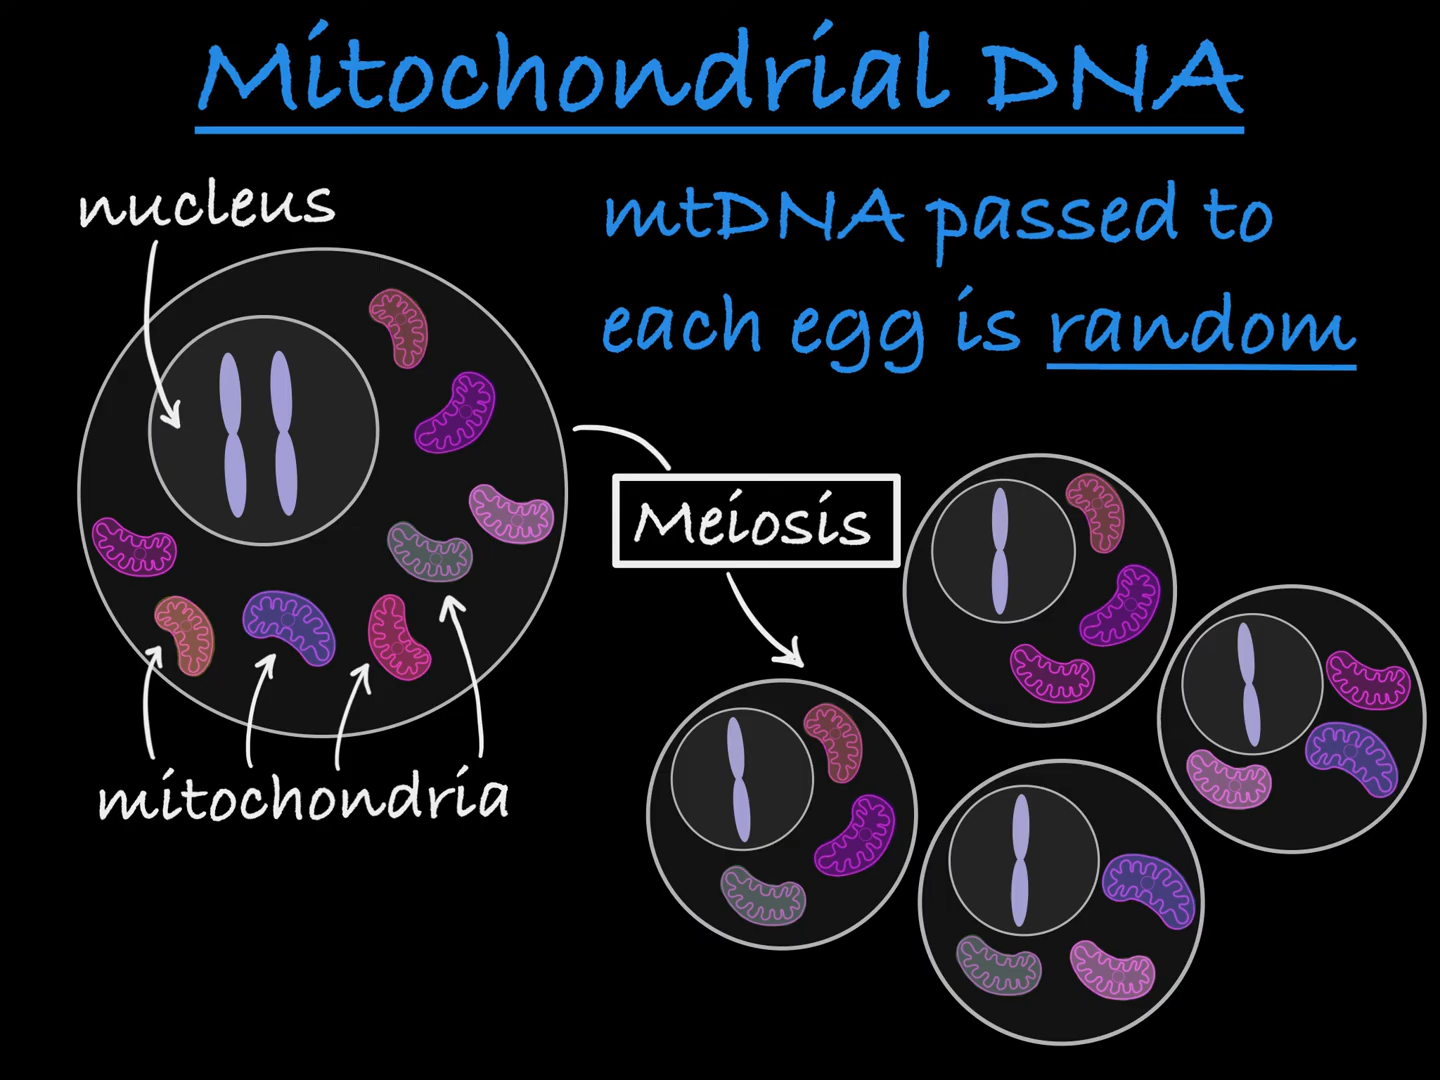 Mitochondrial DNA
nucleus
mtDNA passed to
each egg is random
Meiosis
mitochondria